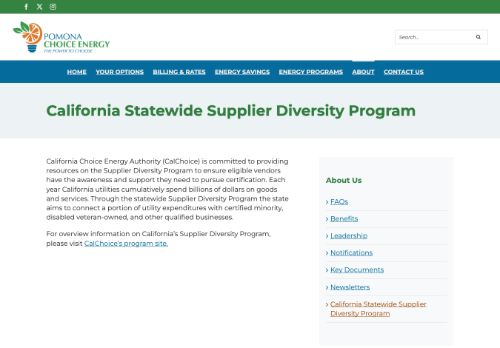 POMONA
CHOICE ENERGY
THE POWER TO CHOOSE
Search...
HOME YOUR OPTIONS BILLING & RATES ENERGY SAVINGS ENERGY PROGRAMS ABOUT CONTACT US
California Statewide Supplier Diversity Program
California Choice Energy Authority (CalChoice) is committed to providing
resources on the Supplier Diversity Program to ensure eligible vendors
have the awareness and support they need to pursue certification. Each
year California utilities cumulatively spend billions of dollars on goods
and services. Through the statewide Supplier Diversity Program the state
aims to connect a portion of utility expenditures with certified minority,
disabled veteran-owned, and other qualified businesses.
For overview information on California's Supplier Diversity Program,
please visit CalChoice's program site.
About Us
FAQs
Benefits
Leadership
Notifications
Key Documents
Newsletters
California Statewide Supplier
Diversity Program